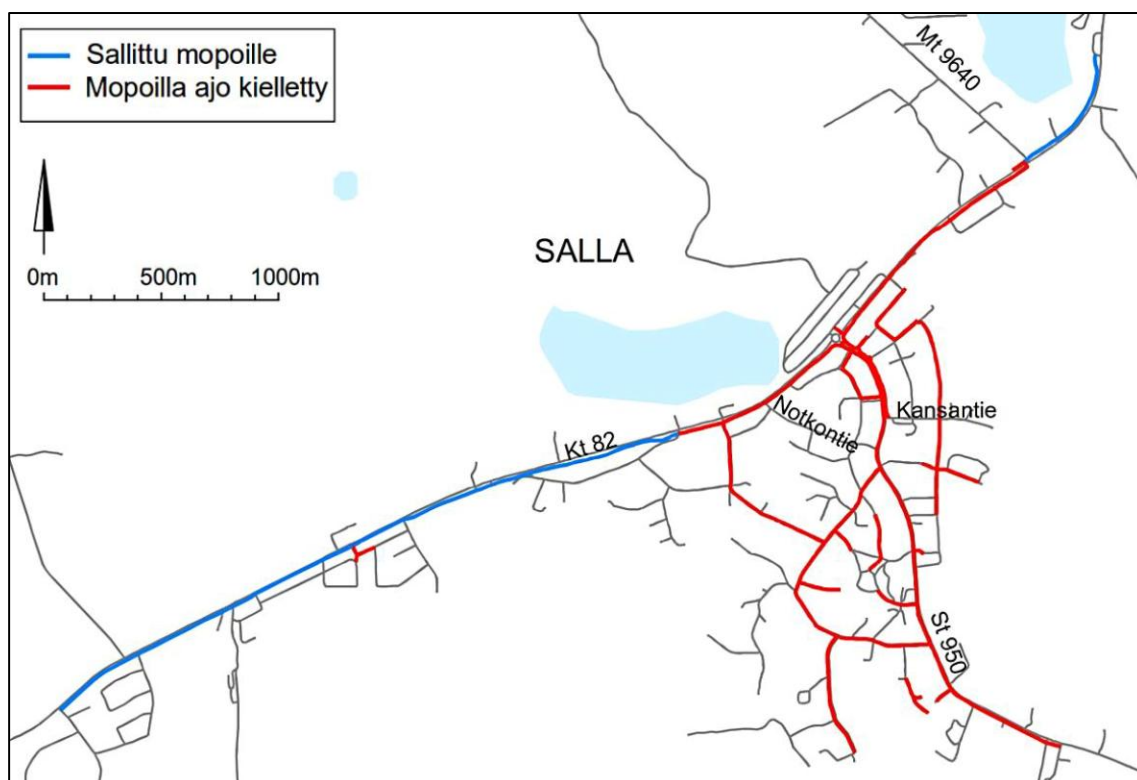 Sallittu mopoille
Mopoilla ajo kielletty
Mt 9640
0m 500m 1000m
SALLA
Kt 82
Notkontie
Kansantie
St 950